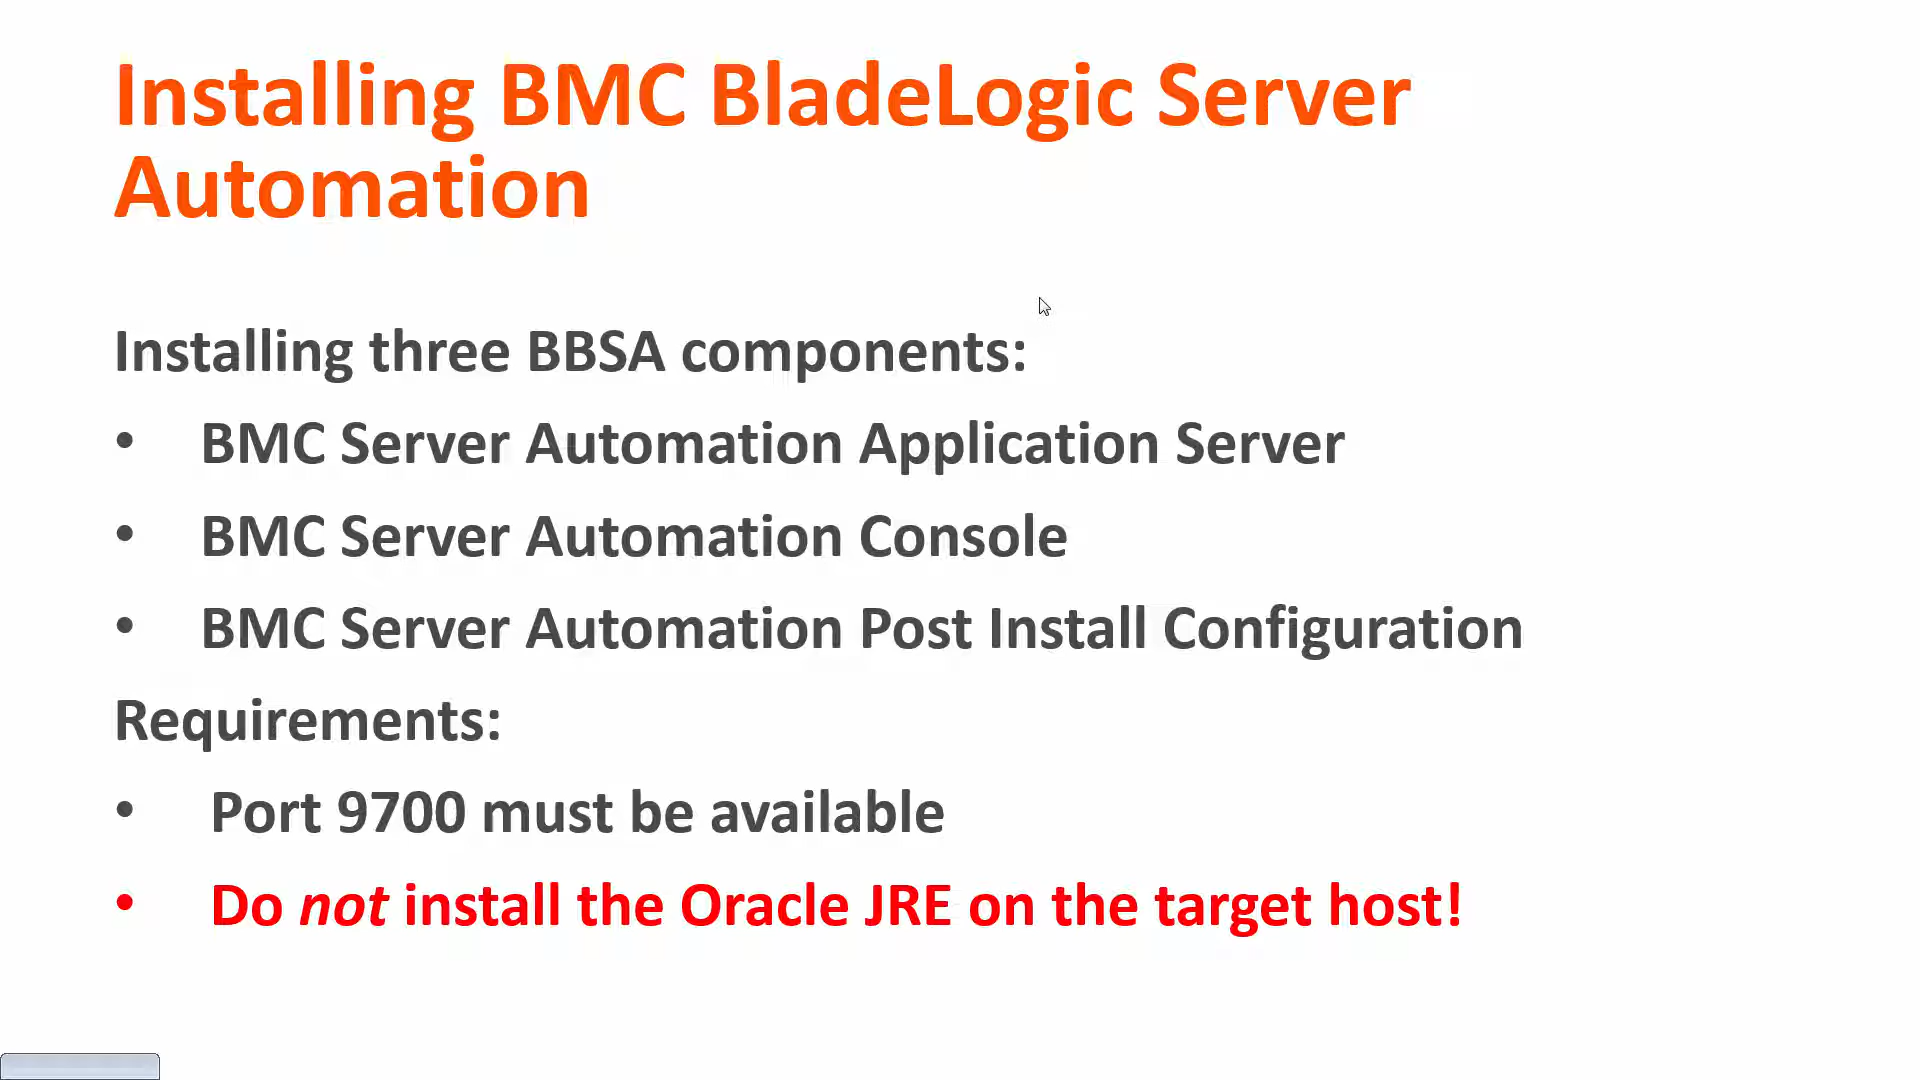 Installing BMC BladeLogic Server
Automation
Installing three BBSA components:
• BMC Server Automation Application Server
• BMC Server Automation Console
• BMC Server Automation Post Install Configuration
Requirements:
• Port 9700 must be available
• Do not install the Oracle JRE on the target host!